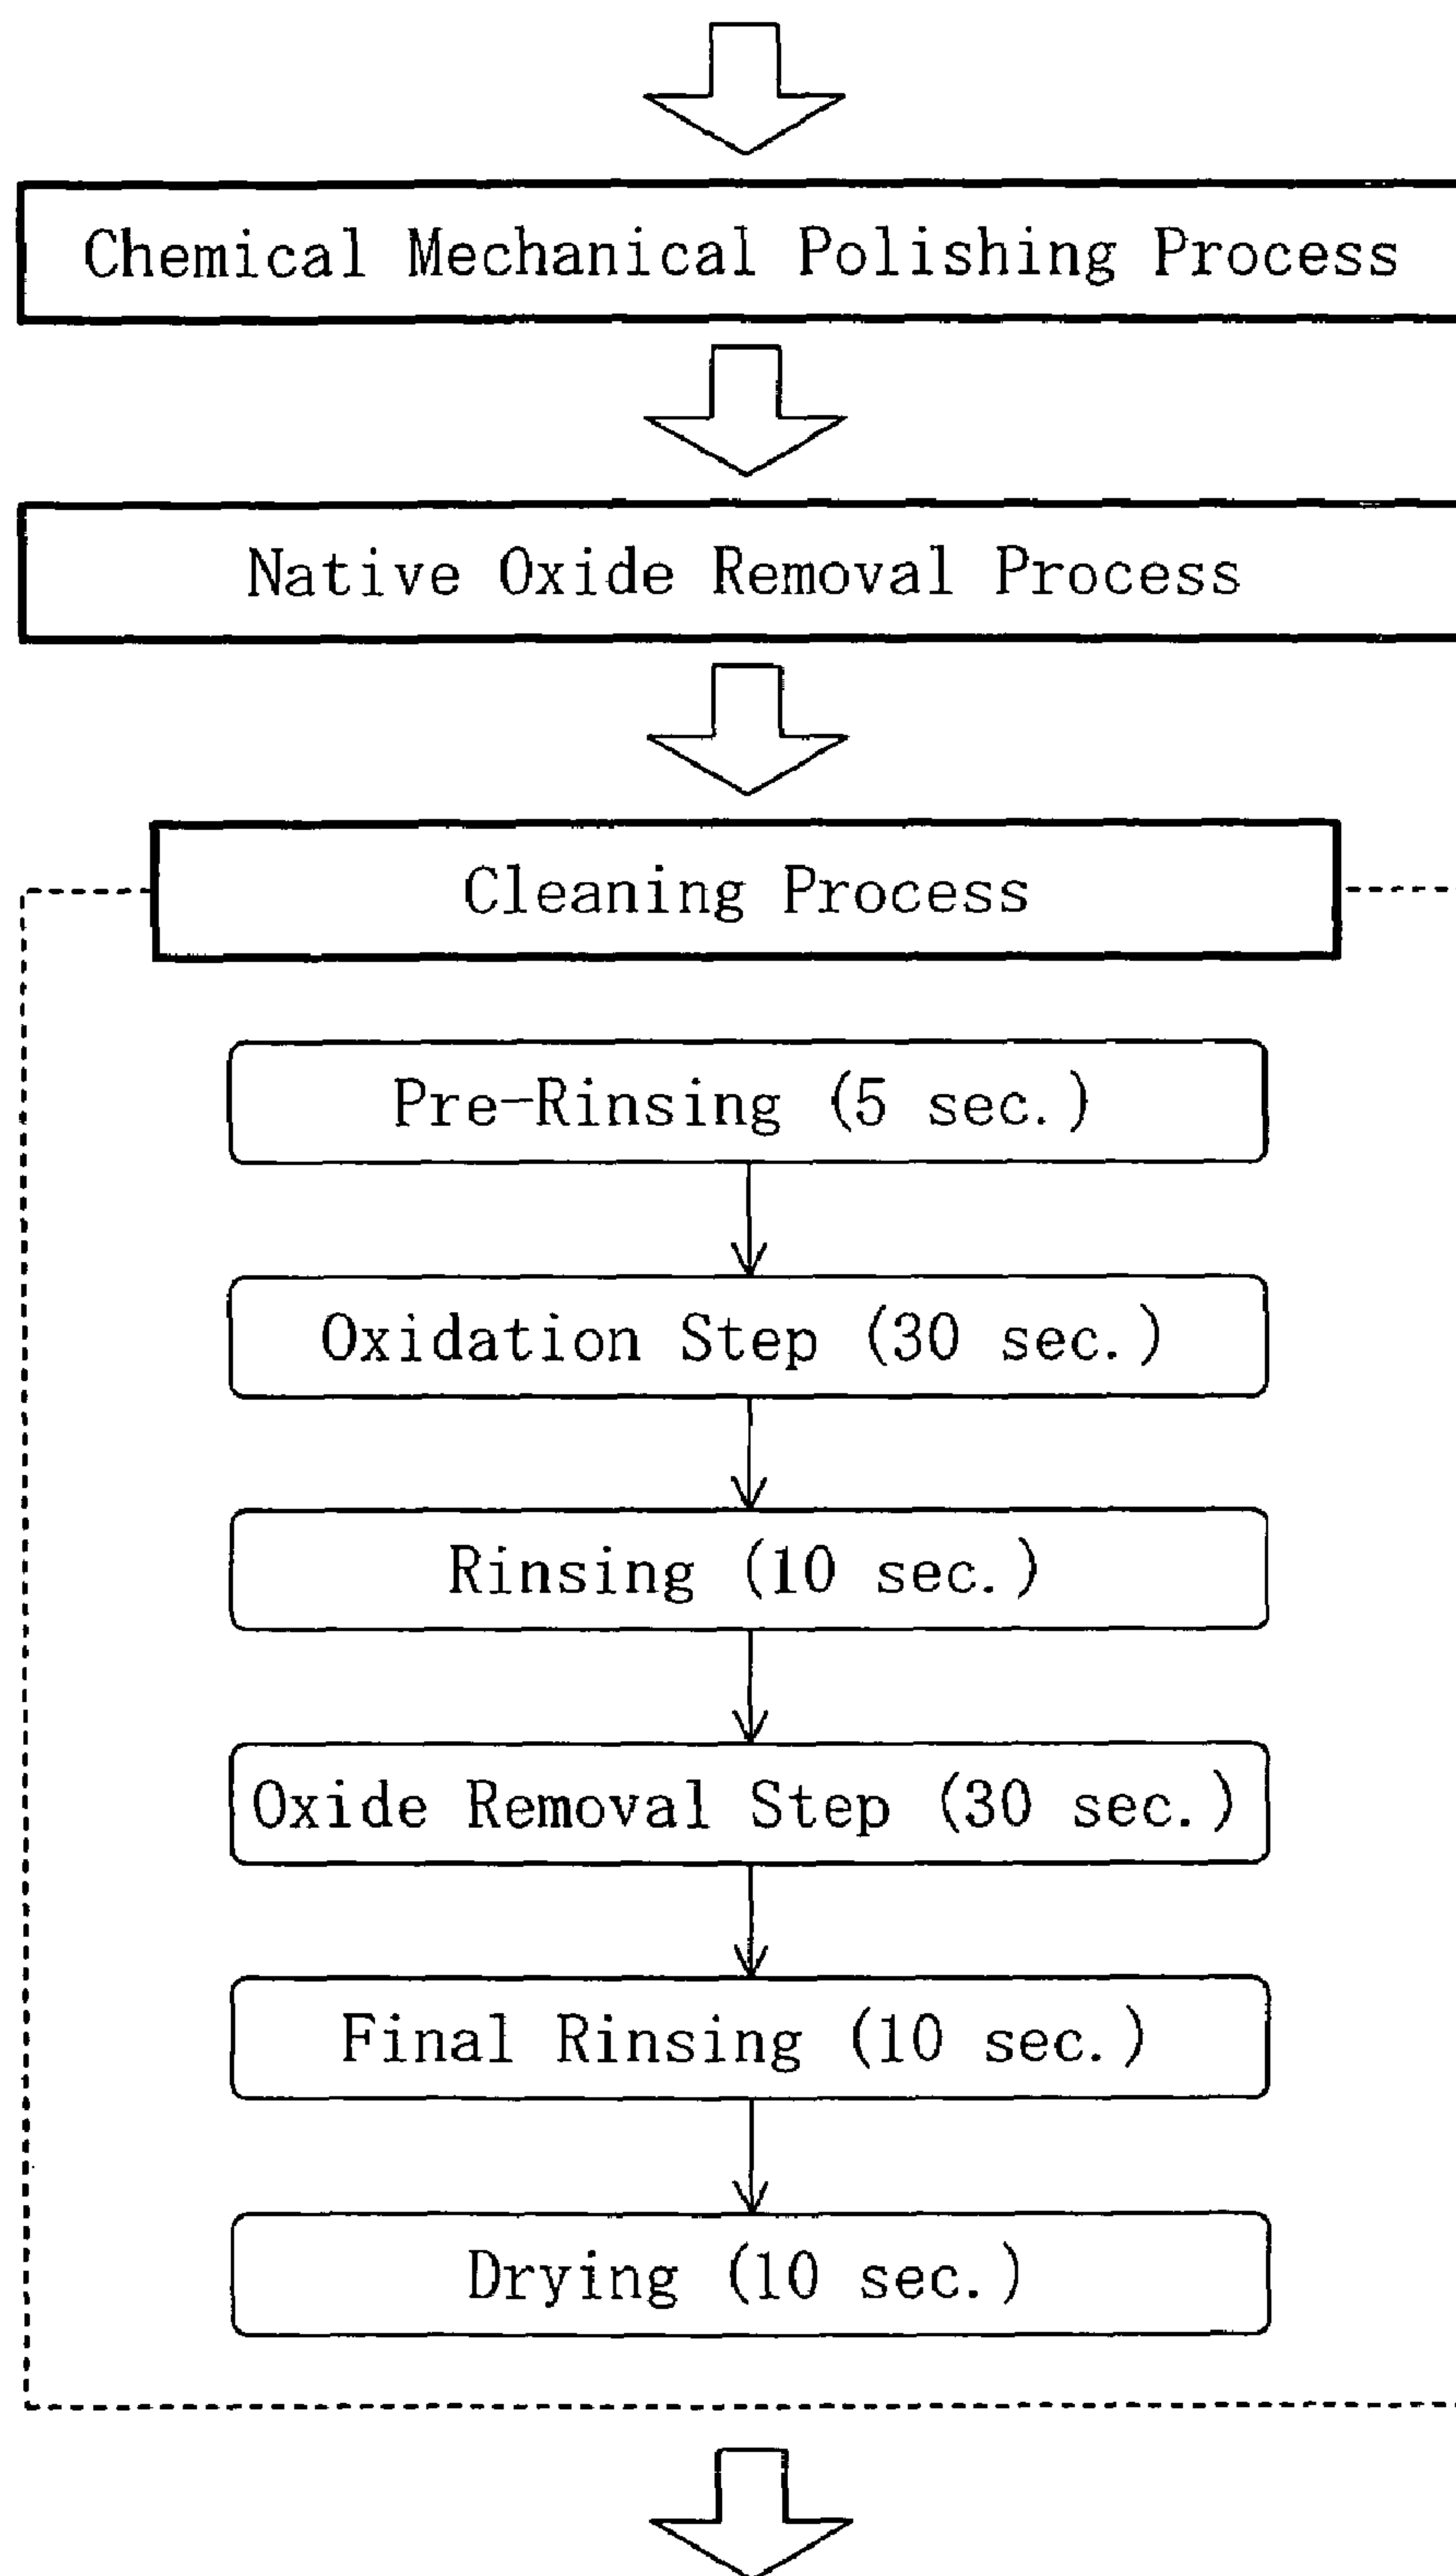 Chemical Mechanical Polishing Process
Native Oxide Removal Process
Cleaning Process
Pre-Rinsing (5 sec.)
Oxidation Step (30 sec.)
Rinsing (10 sec.)
Oxide Removal Step (30 sec.)
Final Rinsing (10 sec.)
Drying (10 sec.)